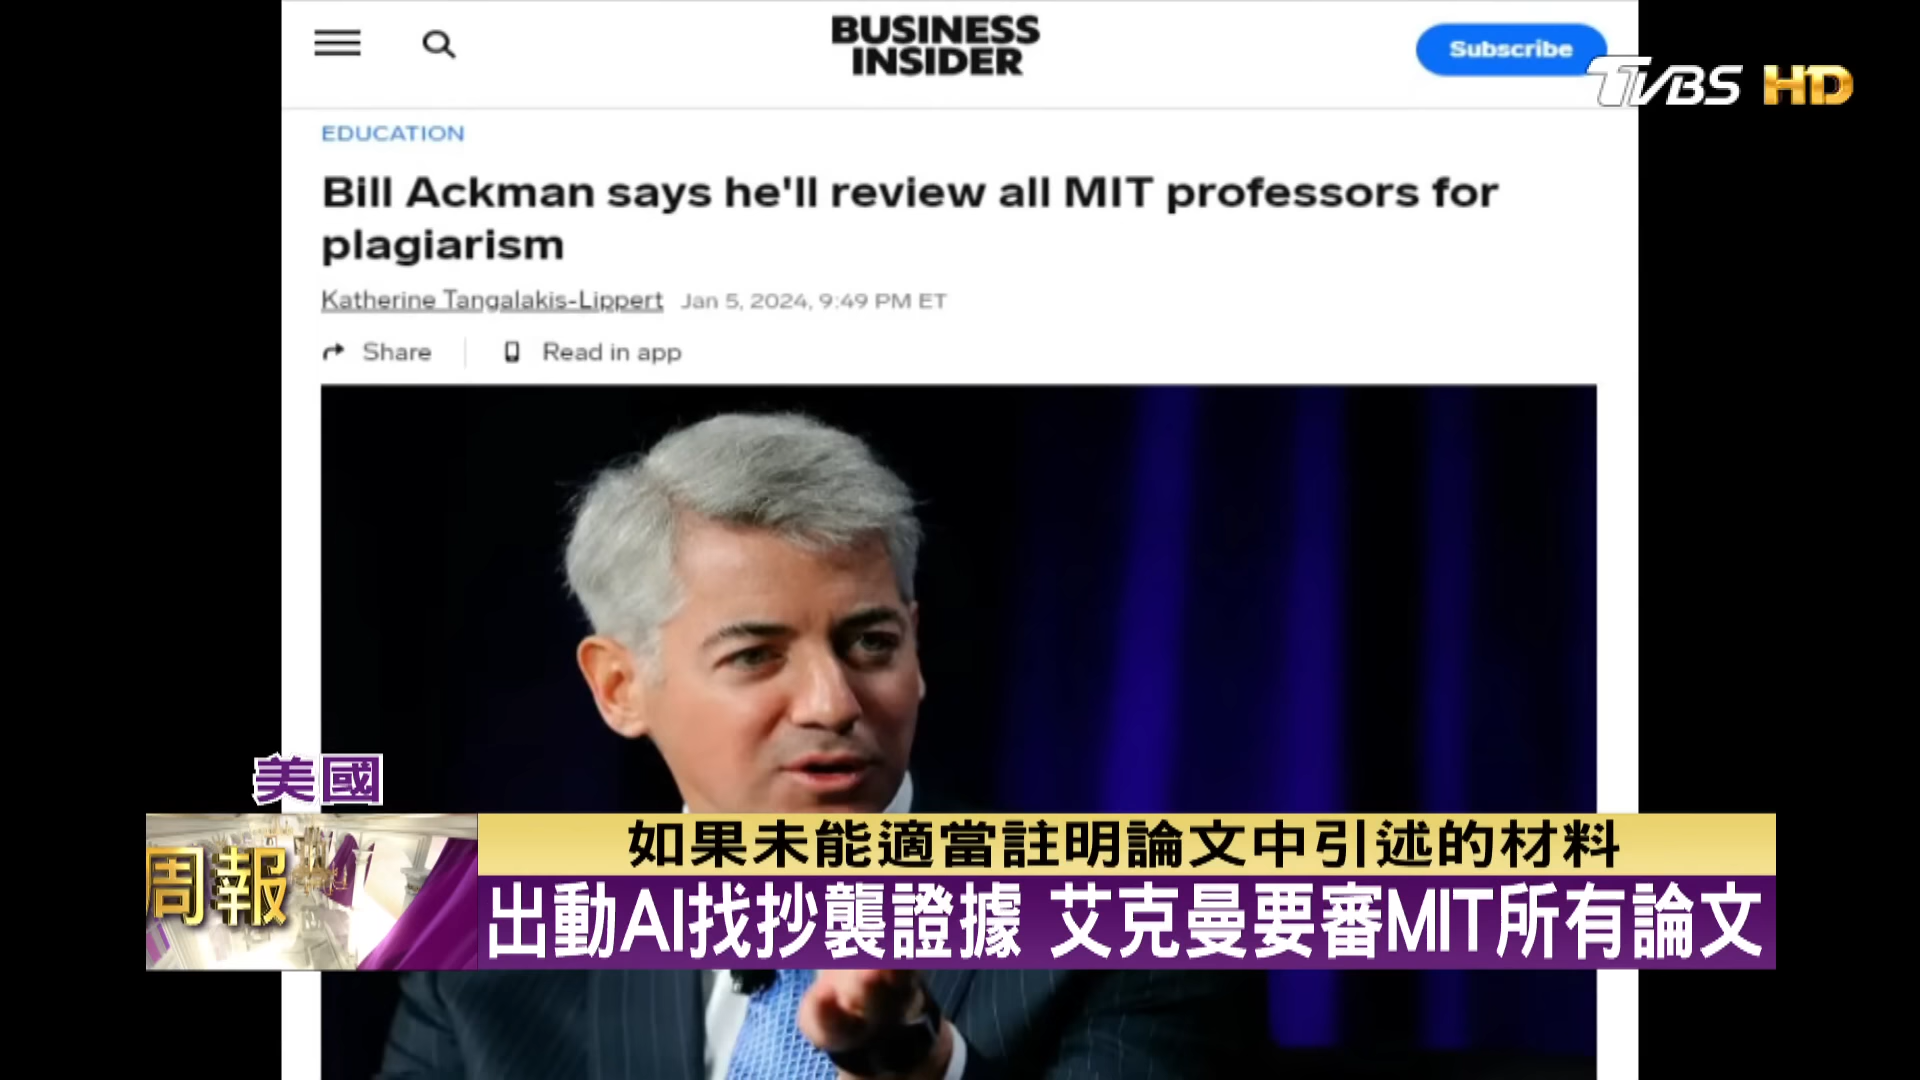 BUSINESS
INSIDER
Subscribe
TVBS HD
EDUCATION
Bill Ackman says he'll review all MIT professors for
plagiarism
Katherine Tangalakis-Lippert Jan 5, 2024, 9:49 PM ET
Share Read in app
美國
周報
如果未能適當註明論文中引述的材料
出動AI找抄襲證據 艾克曼要審MIT所有論文